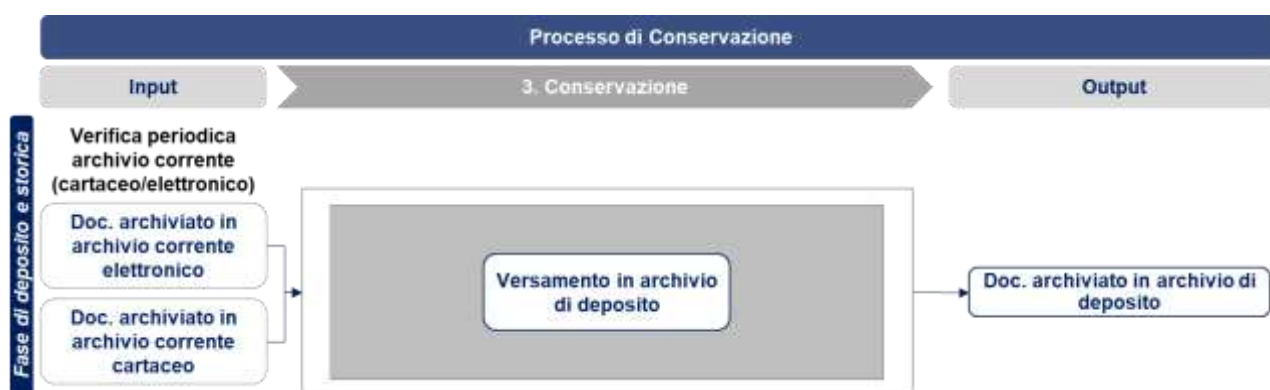 Processo di Conservazione
Input
3. Conservazione
Output
Fase di deposito e storica
Verifica periodica
archivio corrente
(cartaceo/elettronico)
Doc. archiviato in
archivio corrente
elettronico
Doc. archiviato in
archivio corrente
cartaceo
Versamento in archivio
di deposito
Doc. archiviato in archivio di
deposito